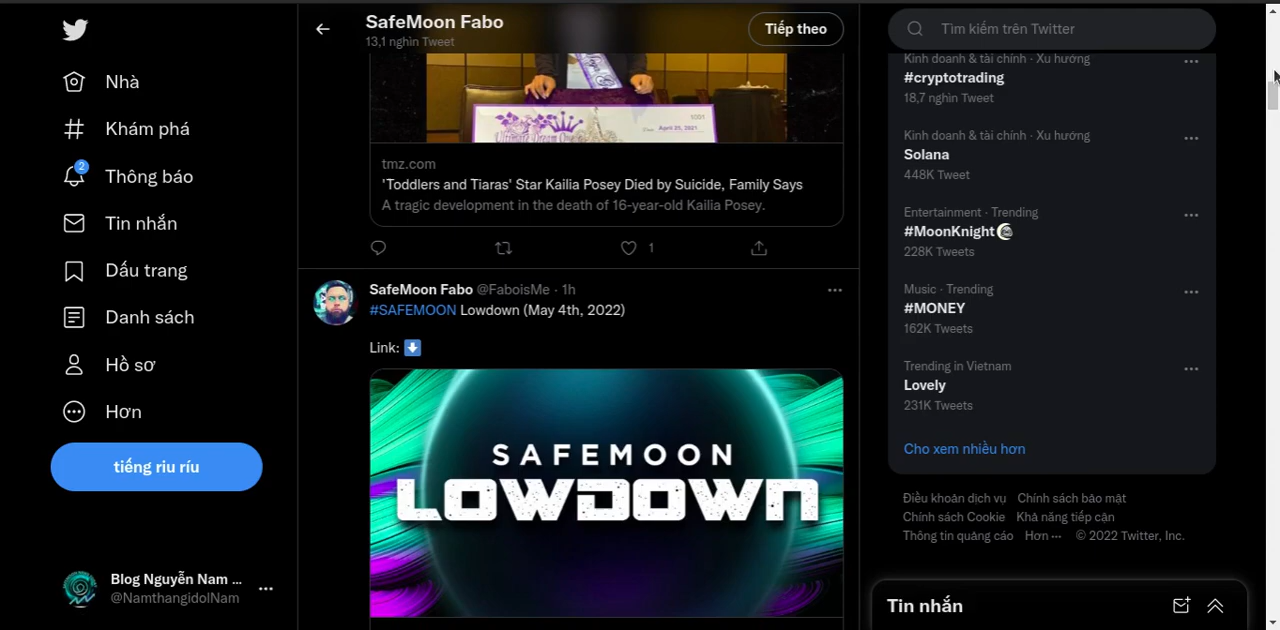 Nhà
Khám phá
2
Thông báo
Tin nhắn
Dấu trang
Danh sách
Hồ sơ
Hơn
tiếng riu ríu
Blog Nguyễn Nam ...
@NamthangidolNam
SafeMoon Fabo
13,1 nghìn Tweet
Tiếp theo
1001
April 25, 2021
Ultimate Dream
tmz.com
'Toddlers and Tiaras' Star Kailia Posey Died by Suicide, Family Says
A tragic development in the death of 16-year-old Kailia Posey.
1
SafeMoon Fabo @FaboisMe · 1h
#SAFEMOON Lowdown (May 4th, 2022)
Link:
SAFEMOON
LOWDOWN
Tìm kiếm trên Twitter
Kinh doanh & tài chính · Xu hướng
#cryptotrading
18,7 nghìn Tweet
Kinh doanh & tài chính · Xu hướng
Solana
448K Tweet
Entertainment · Trending
#MoonKnight
228K Tweets
Music · Trending
#MONEY
162K Tweets
Trending in Vietnam
Lovely
231K Tweets
Cho xem nhiều hơn
Điều khoản dịch vụ Chính sách bảo mật
Chính sách Cookie Khả năng tiếp cận
Thông tin quảng cáo Hơn ··· © 2022 Twitter, Inc.
Tin nhắn